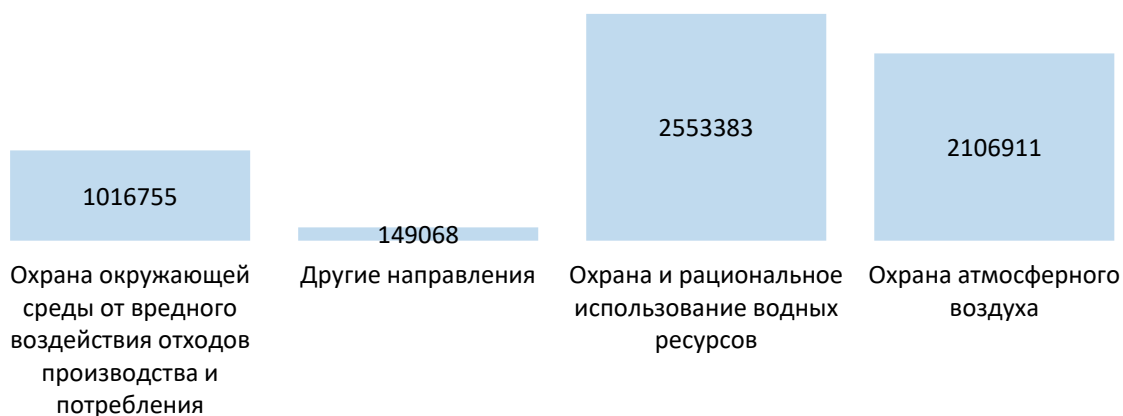 2553383
2106911
1016755
149068
Охрана окружающей
среды от вредного
воздействия отходов
производства и
потребления
Другие направления
Охрана и рациональное
использование водных
ресурсов
Охрана атмосферного
воздуха